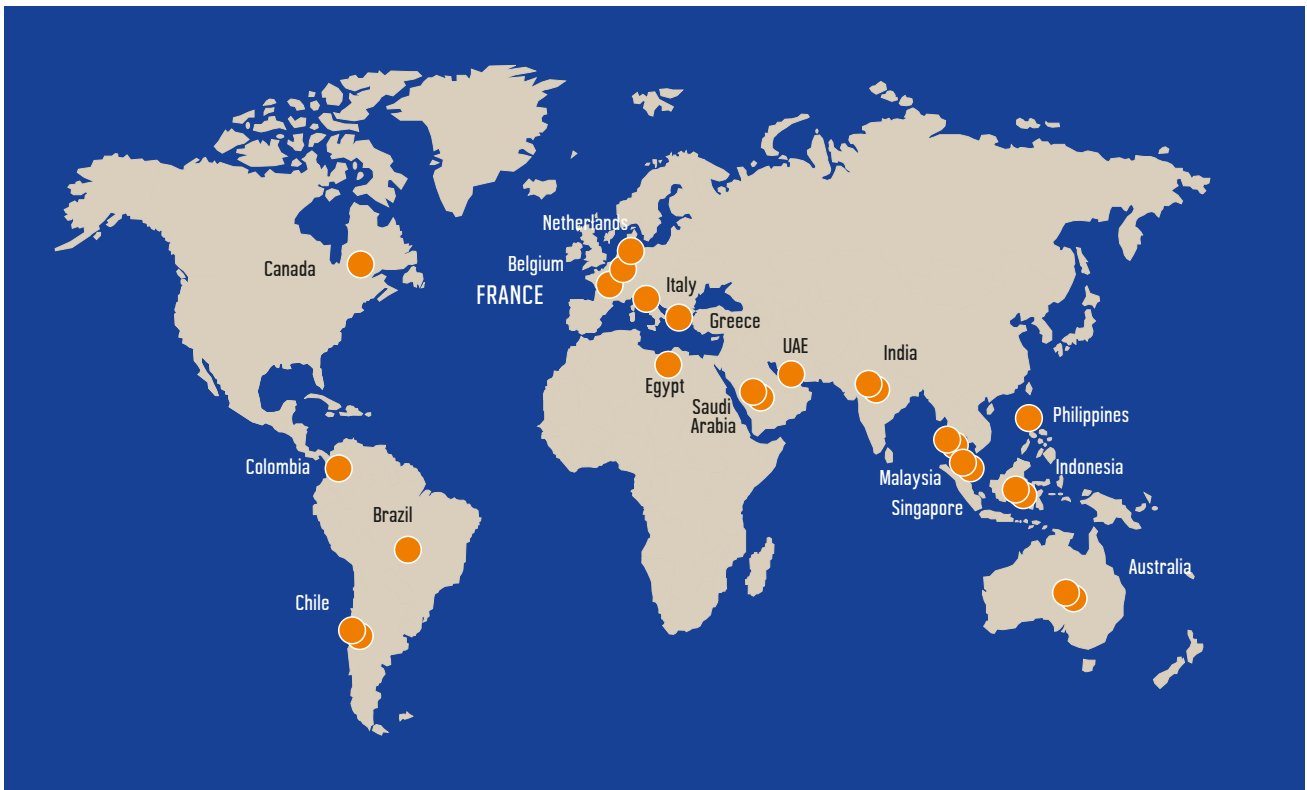 Netherlands
Canada
Belgium
FRANCE
Italy
Greece
UAE
India
Egypt
Saudi
Arabia
Philippines
Colombia
Malaysia
Indonesia
Singapore
Brazil
Australia
Chile